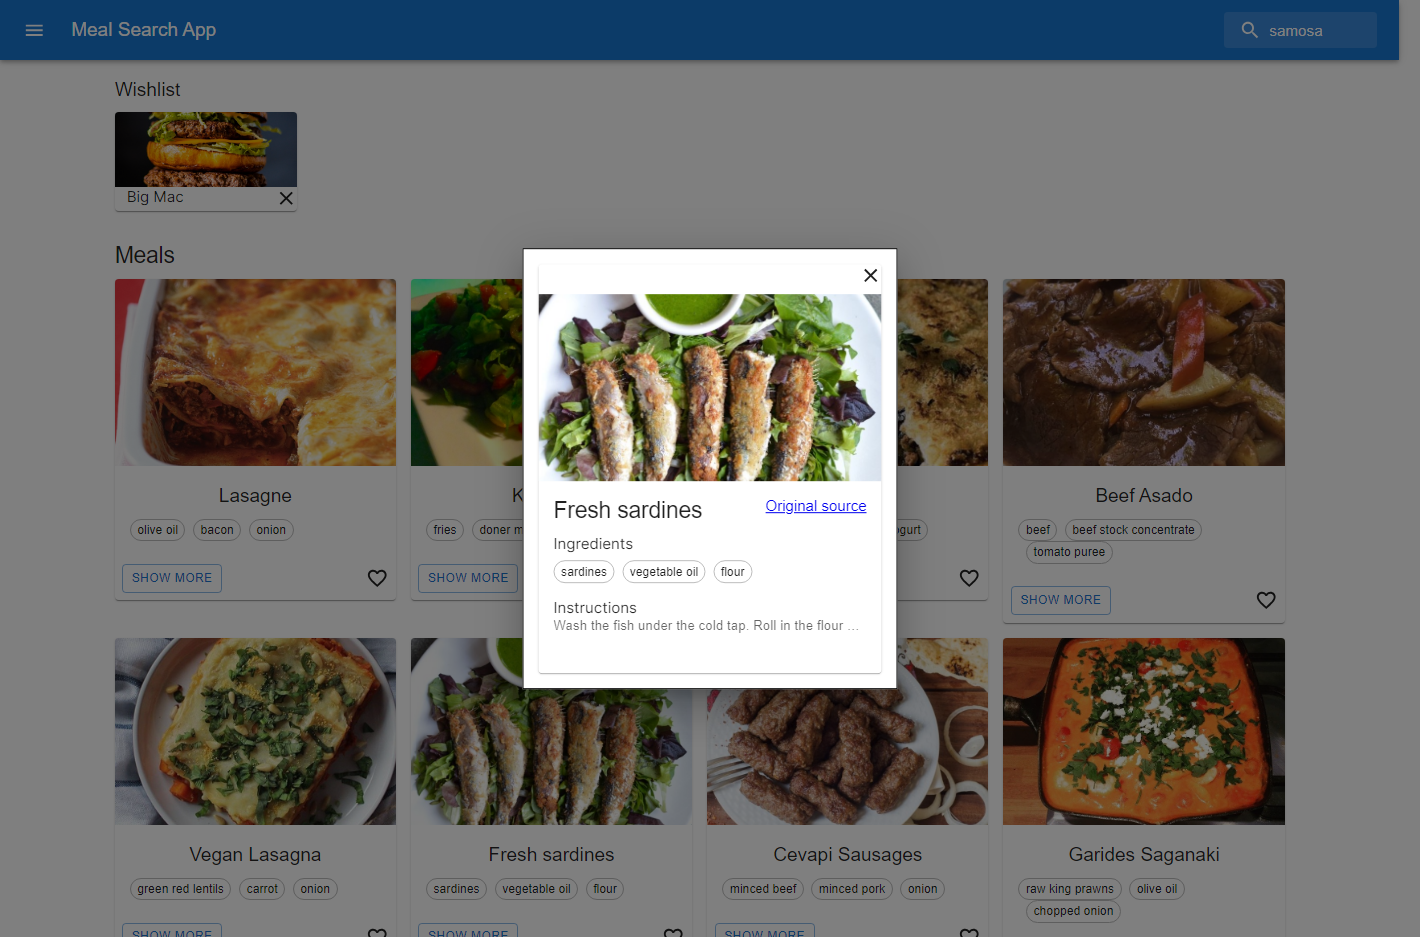 Meal Search App
samosa
Wishlist
Big Mac
Meals
Lasagne
olive oil bacon onion
SHOW MORE
K
fries doner m
SHOW MORE
ogurt
Beef Asado
beef beef stock concentrate
tomato puree
SHOW MORE
Fresh sardines
Original source
Ingredients
sardines vegetable oil flour
Instructions
Wash the fish under the cold tap. Roll in the flour ...
Vegan Lasagna
green red lentils carrot onion
SHOW MORE
Fresh sardines
sardines vegetable oil flour
SHOW MORE
Cevapi Sausages
minced beef minced pork onion
SHOW MORE
Garides Saganaki
raw king prawns olive oil
chopped onion